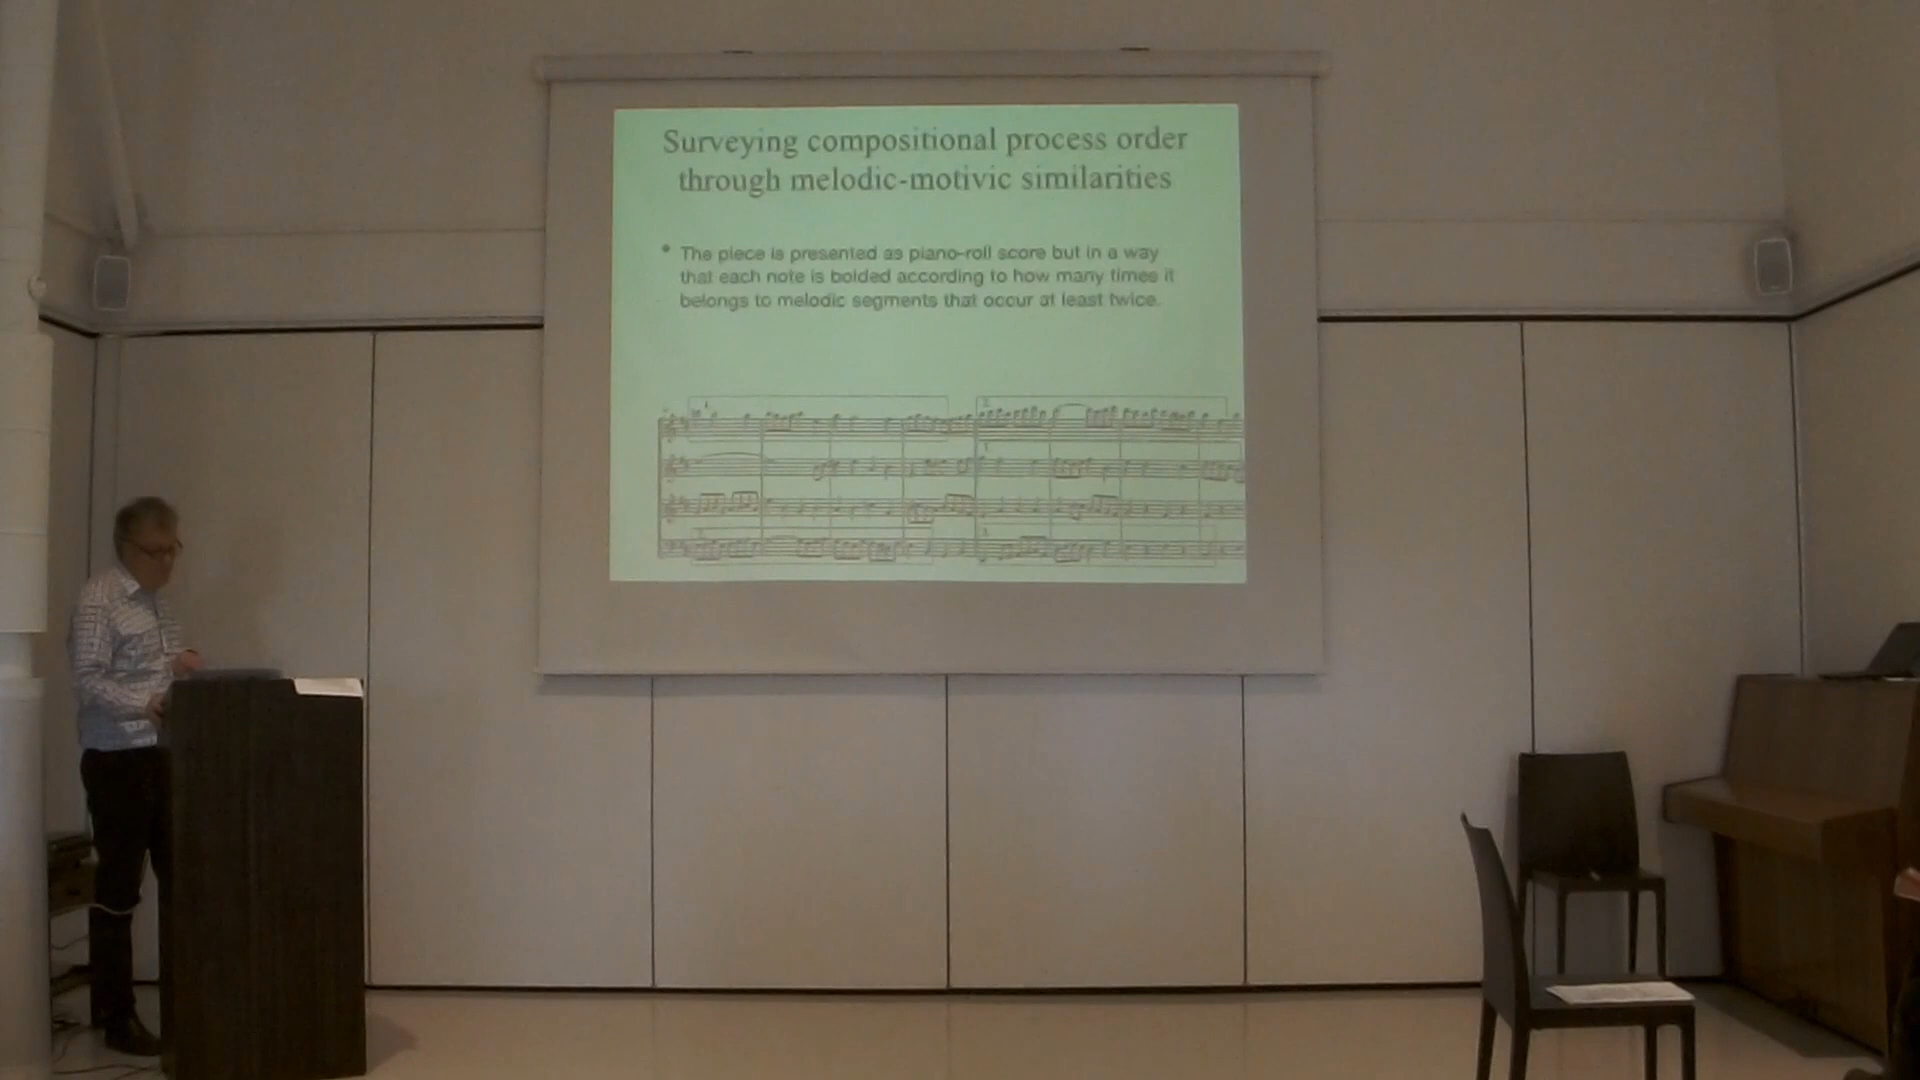 Surveying compositional process order
through melodic-motivic similarities
• The piece is presented as piano-roll score but in a way
that each note is bolded according to how many times it
belongs to melodic segments that occur at least twice.